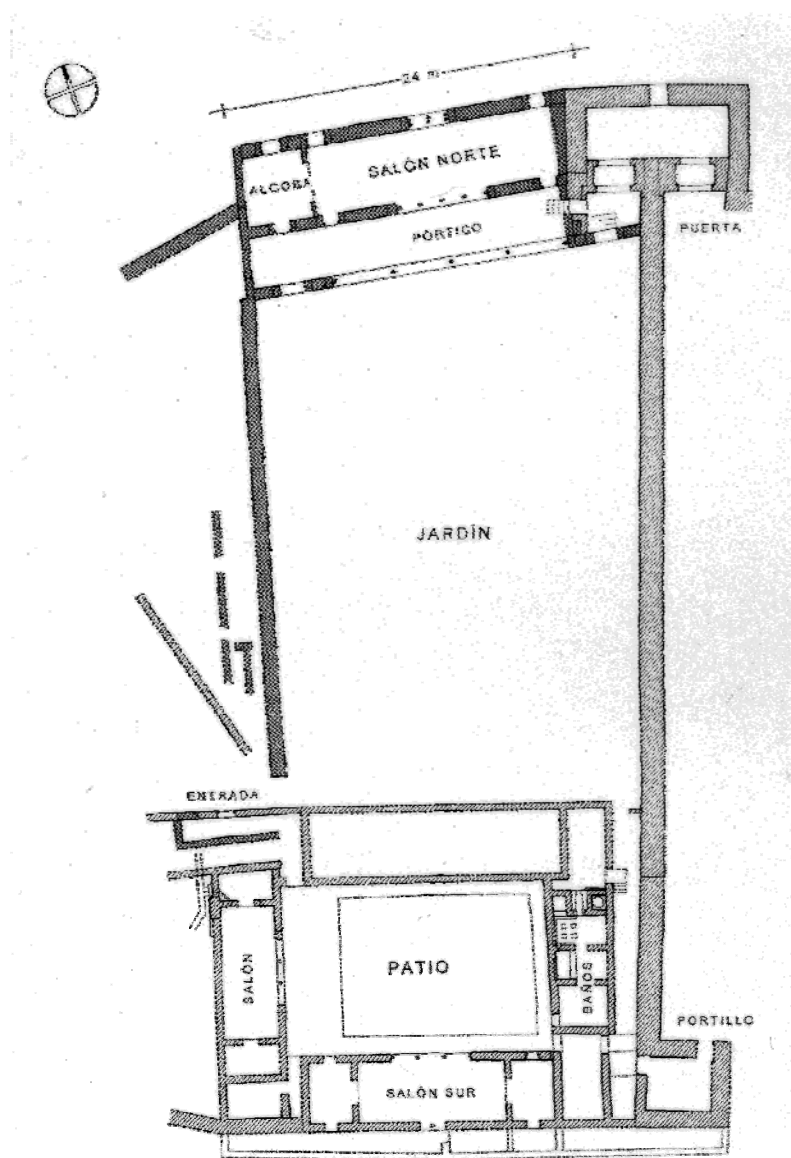 24 m
SALÓN NORTE
ALCOBA
PÓRTICO
PUERTA
JARDÍN
ENTRADA
PATIO
SALÓN
BAÑOS
PORTILLO
SALÓN SUR